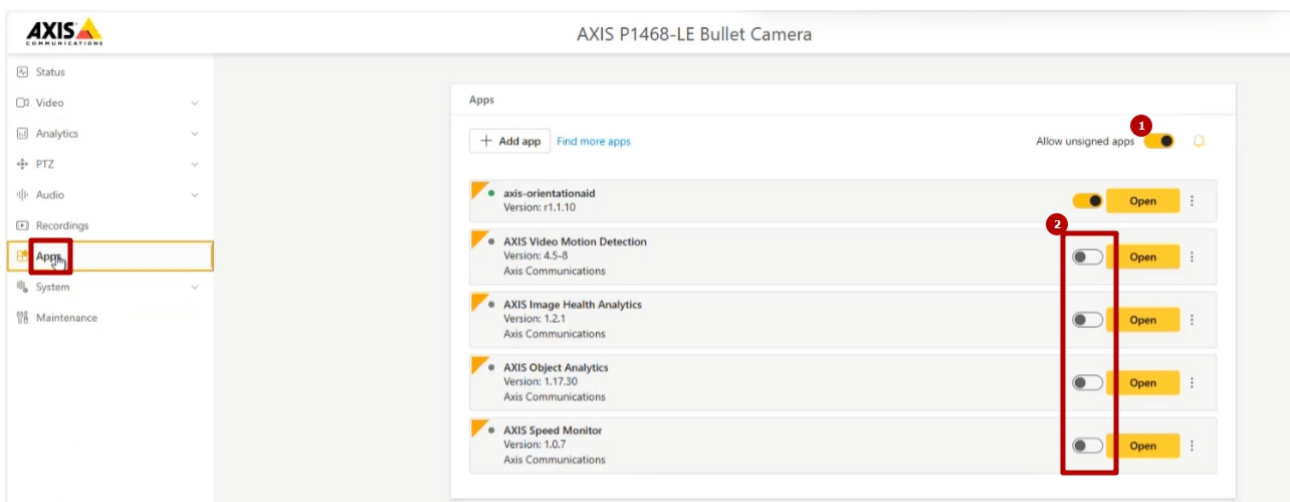 AXIS
COMMUNICATIONS
AXIS P1468-LE Bullet Camera
Status
Video
Analytics
PTZ
Audio
Recordings
Apps
System
Maintenance
Apps
+ Add app Find more apps
Allow unsigned apps 1
axis-orientationaid
Version: r1.1.10
Open
2
AXIS Video Motion Detection
Version: 4.5-8
Axis Communications
Open
AXIS Image Health Analytics
Version: 1.2.1
Axis Communications
Open
AXIS Object Analytics
Version: 1.17.30
Axis Communications
Open
AXIS Speed Monitor
Version: 1.0.7
Axis Communications
Open